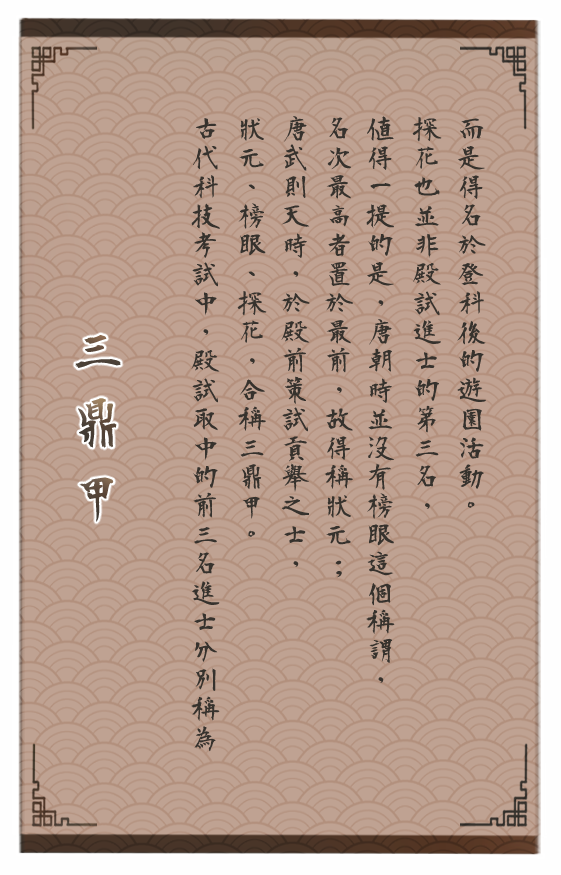 三鼎甲
古代科技考試中，殿試取中的前三名進士分別稱為
狀元、榜眼、探花，合稱三鼎甲。
唐武則天時，於殿前策試貢舉之士，
名次最高者置於最前，故得稱狀元；
值得一提的是，唐朝時並沒有榜眼這個稱謂，
探花也並非殿試進士的第三名，
而是得名於登科後的遊園活動。